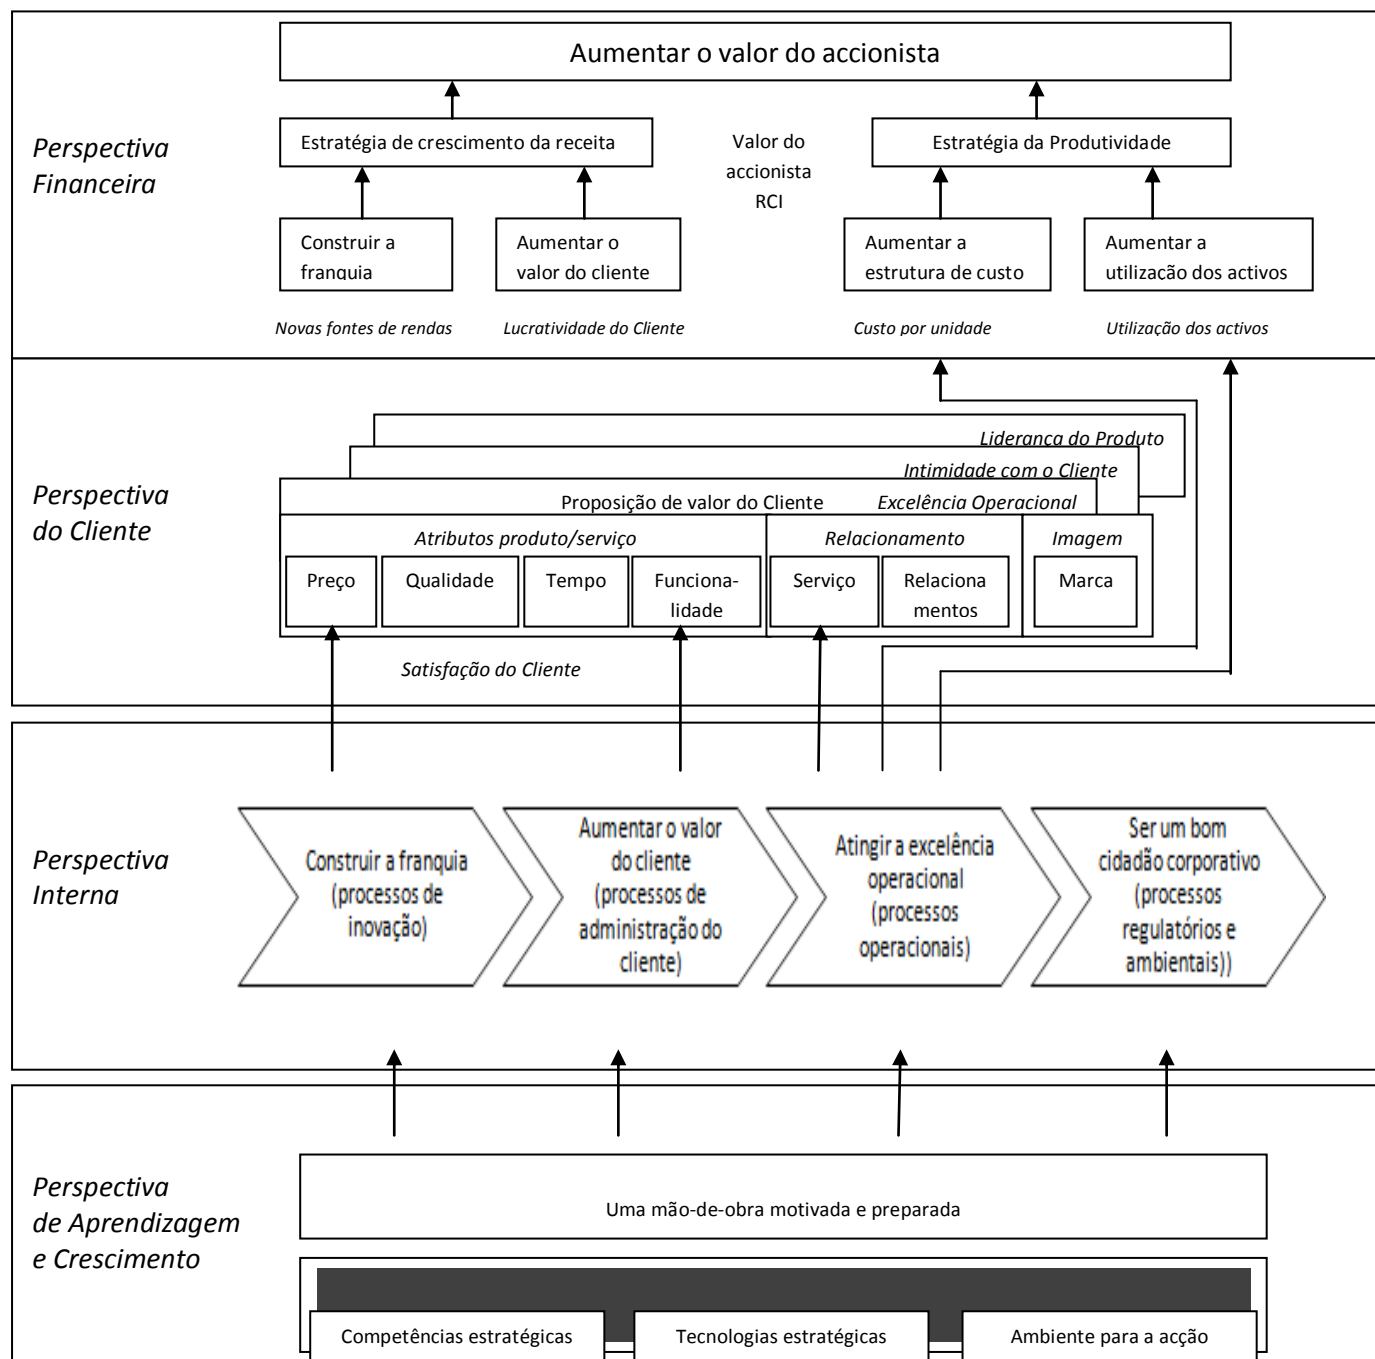 Aumentar o valor do accionista
Perspectiva
Financeira
Estratégia de crescimento da receita
Valor do
accionista
RCI
Estratégia da Produtividade
Construir a
franquia
Aumentar o
valor do cliente
Aumentar a
estrutura de custo
Aumentar a
utilização dos activos
Novas fontes de rendas
Lucratividade do Cliente
Custo por unidade
Utilização dos activos
Perspectiva
do Cliente
Liderança do Produto
Intimidade com o Cliente
Proposição de valor do Cliente
Excelência Operacional
Atributos produto/serviço
Relacionamento
Imagem
Preço
Qualidade
Tempo
Funciona-
lidade
Serviço
Relaciona
mentos
Marca
Satisfação do Cliente
Perspectiva
Interna
Construir a franquia
(processos de
inovação)
Aumentar o valor
do cliente
(processos de
administração do
cliente)
Atingir a excelência
operacional
(processos
operacionais)
Ser um bom
cidadão corporativo
(processos
regulatórios e
ambientais))
Perspectiva
de Aprendizagem
e Crescimento
Uma mão-de-obra motivada e preparada
Competências estratégicas
Tecnologias estratégicas
Ambiente para a acção